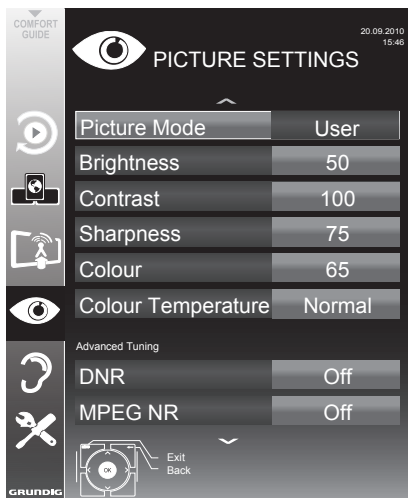 COMFORT
GUIDE
20.09.2010
15:46
PICTURE SETTINGS
Picture Mode User
Brightness 50
Contrast 100
Sharpness 75
Colour 65
Colour Temperature Normal
Advanced Tuning
DNR Off
MPEG NR Off
Exit
OK
Back
GRUNDIG